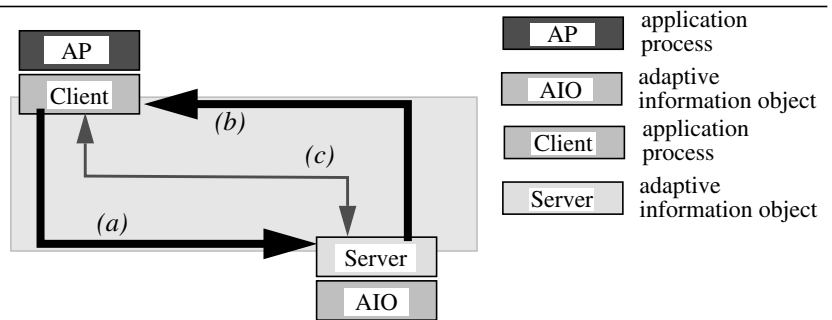 AP
Client
(b)
(c)
(a)
Server
AIO
AP
application
process
AIO
adaptive
information object
Client
application
process
Server
adaptive
information object